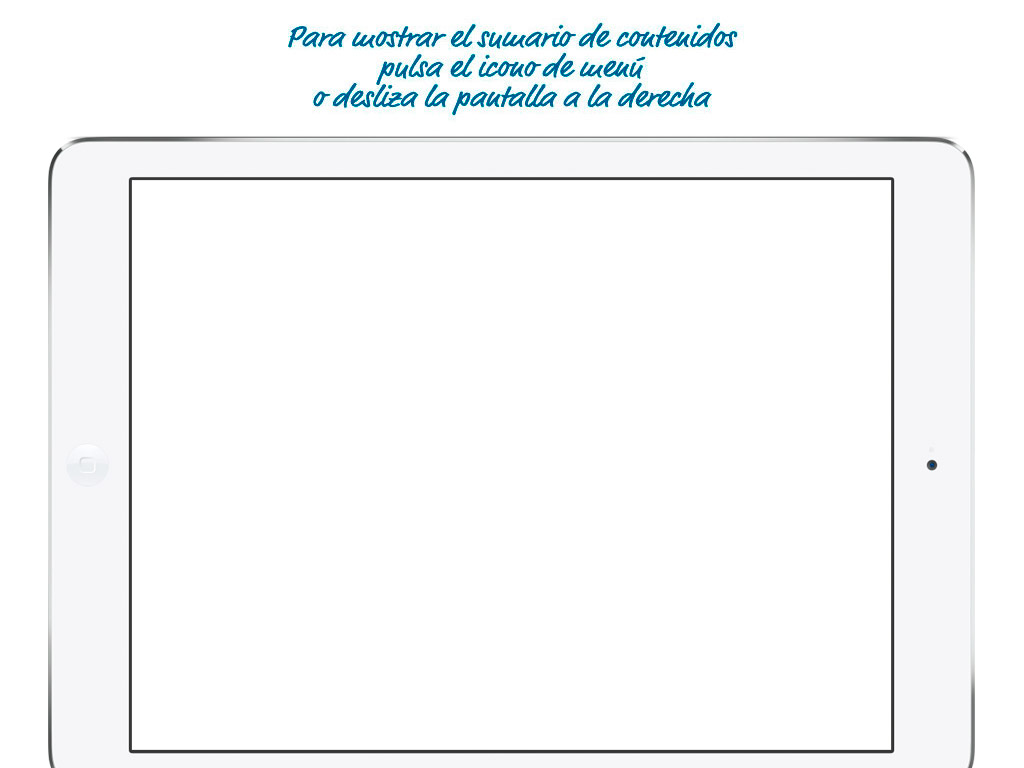 Para mostrar el sumario de contenidos
pulsa el icono de menú
o desliza la pantalla a la derecha